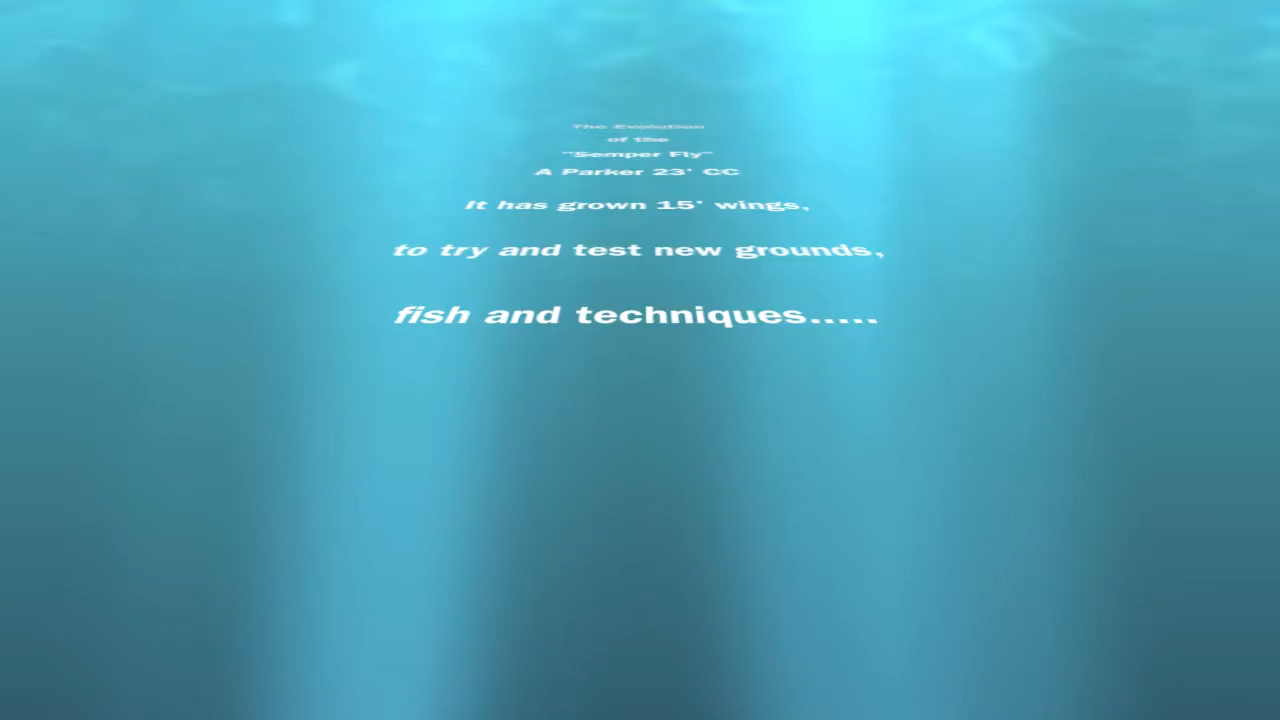 The Evolution
of the
"Semper Fly"
A Parker 23' CC
It has grown 15' wings,
to try and test new grounds,
fish and techniques.....